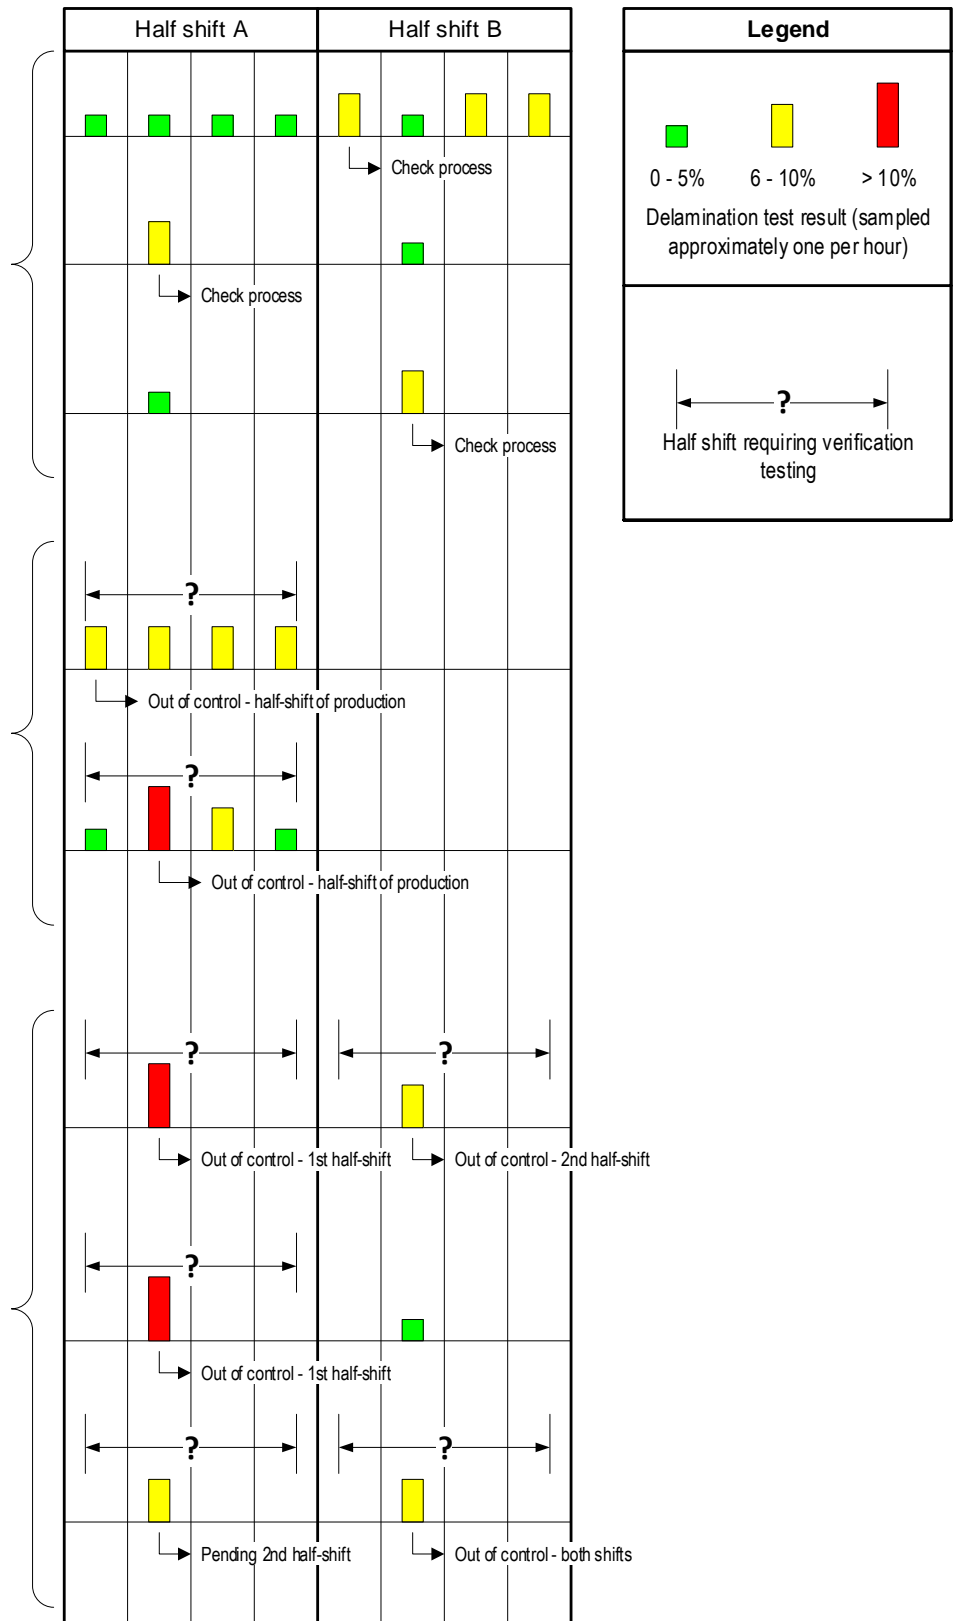 Half shift A
Half shift B
Check process
Check process
Check process
?
Out of control - half-shift of production
?
Out of control - half-shift of production
?
?
Out of control - 1st half-shift
Out of control - 2nd half-shift
?
Out of control - 1st half-shift
?
?
Pending 2nd half-shift
Out of control - both shifts
Legend
0 - 5%
6 - 10%
> 10%
Delamination test result (sampled
approximately one per hour)
?
Half shift requiring verification
testing